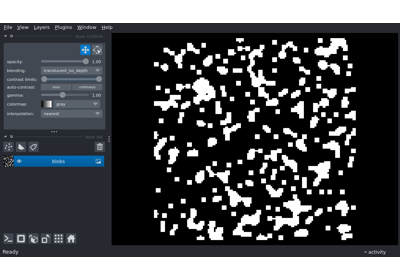 File View Layers Plugins Window Help
opacity: 1.00
blending: translucent_no_depth
contrast limits:
auto-contrast: once continuous
gamma: 1.00
colormap: gray
interpolation: nearest
blobs
Ready activity